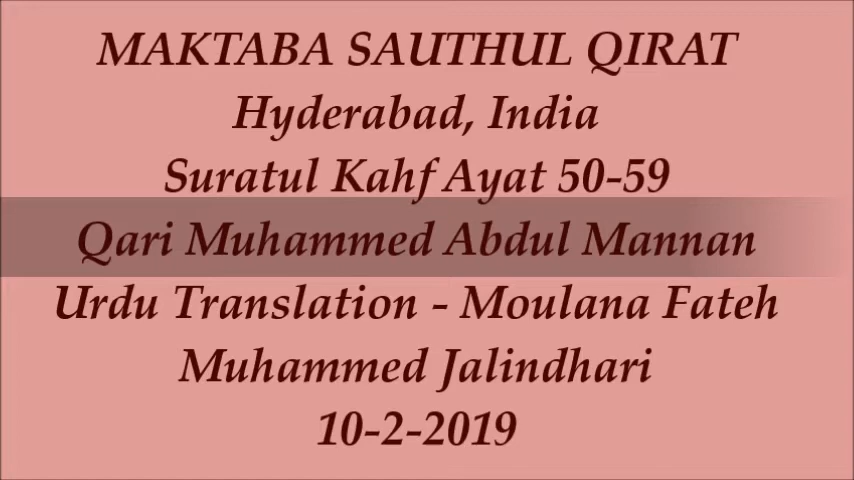 MAKTABA SAUTHUL QIRAT
Hyderabad, India
Suratul Kahf Ayat 50-59
Qari Muhammed Abdul Mannan
Urdu Translation - Moulana Fateh
Muhammed Jalindhari
10-2-2019